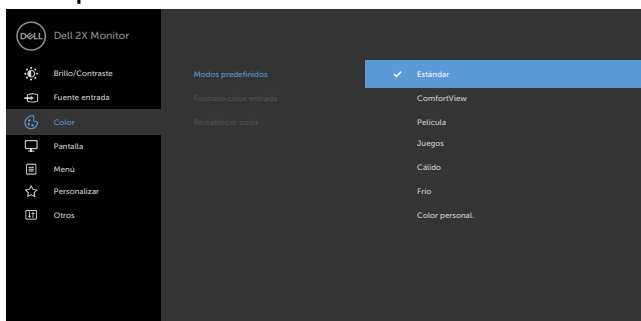 DELL Dell 2X Monitor
Brillo/Contraste
Fuente entrada
Color
Pantalla
Menú
Personalizar
Otros
Modos predefinidos
Formato color entrada
Restablecer color
Estándar
ComfortView
Película
Juegos
Cálido
Frío
Color personal.